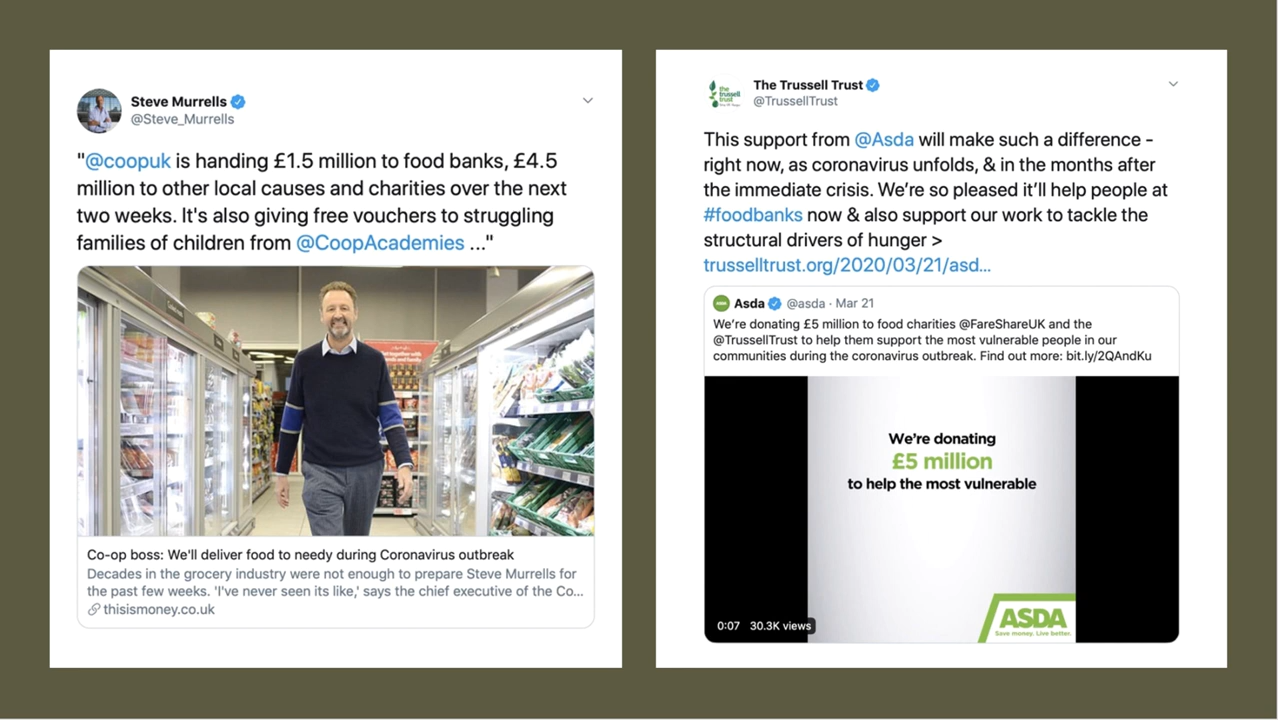 Steve Murrells
@Steve_Murrells
"@coopuk is handing £1.5 million to food banks, £4.5
million to other local causes and charities over the next
two weeks. It's also giving free vouchers to struggling
families of children from @CoopAcademies ..."
Co-op boss: We'll deliver food to needy during Coronavirus outbreak
Decades in the grocery industry were not enough to prepare Steve Murrells for
the past few weeks. 'I've never seen its like,' says the chief executive of the Co...
thisismoney.co.uk
the
trussell
trust
The Trussell Trust
@TrussellTrust
This support from @Asda will make such a difference -
right now, as coronavirus unfolds, & in the months after
the immediate crisis. We're so pleased it'll help people at
#foodbanks now & also support our work to tackle the
structural drivers of hunger >
trusselltrust.org/2020/03/21/asd...
Asda @asda · Mar 21
We're donating £5 million to food charities @FareShareUK and the
@TrussellTrust to help them support the most vulnerable people in our
communities during the coronavirus outbreak. Find out more: bit.ly/2QAndKu
We're donating
£5 million
to help the most vulnerable
ASDA
Save money. Live better.
0:07 30.3K views